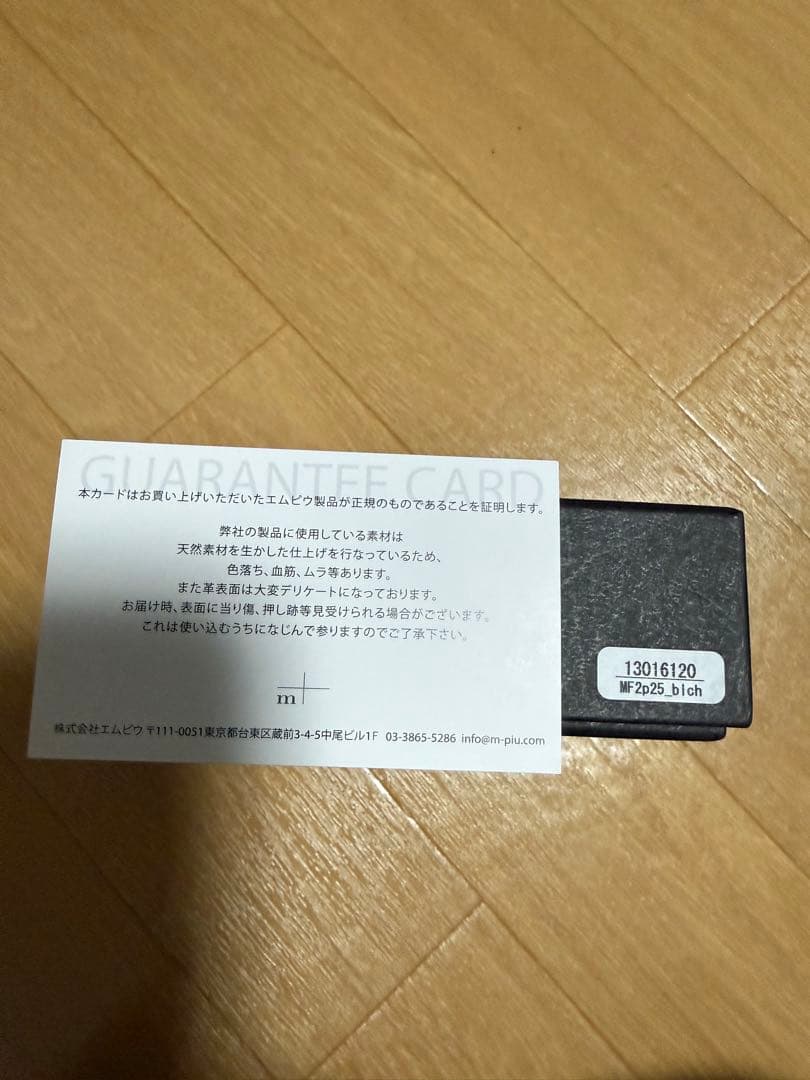 GUARANTEE CARD
本カードはお買い上げいただいたエムピウ製品が正規のものであることを証明します。
弊社の製品に使用している素材は
天然素材を生かした仕上げを行なっているため、
色落ち、血筋、ムラ等あります。
また革表面は大変デリケートになっております。
お届け時、表面に当り傷、押し跡等見受けられる場合がございます。
これは使い込むうちになじんで参りますのでご了承下さい。
m
株式会社エムピウ 〒111-0051東京都台東区蔵前3-4-5中尾ビル1F 03-3865-5286 info@m-piu.com
13016120
MF2p25_blch